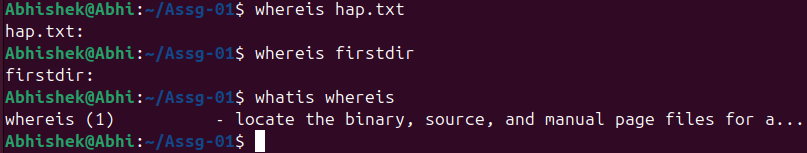 Abhishek@Abhi:~/Assg-01$ whereis hap.txt
hap.txt:
Abhishek@Abhi:~/Assg-01$ whereis firstdir
firstdir:
Abhishek@Abhi:~/Assg-01$ whatis whereis
whereis (1)          - locate the binary, source, and manual page files for a...
Abhishek@Abhi:~/Assg-01$